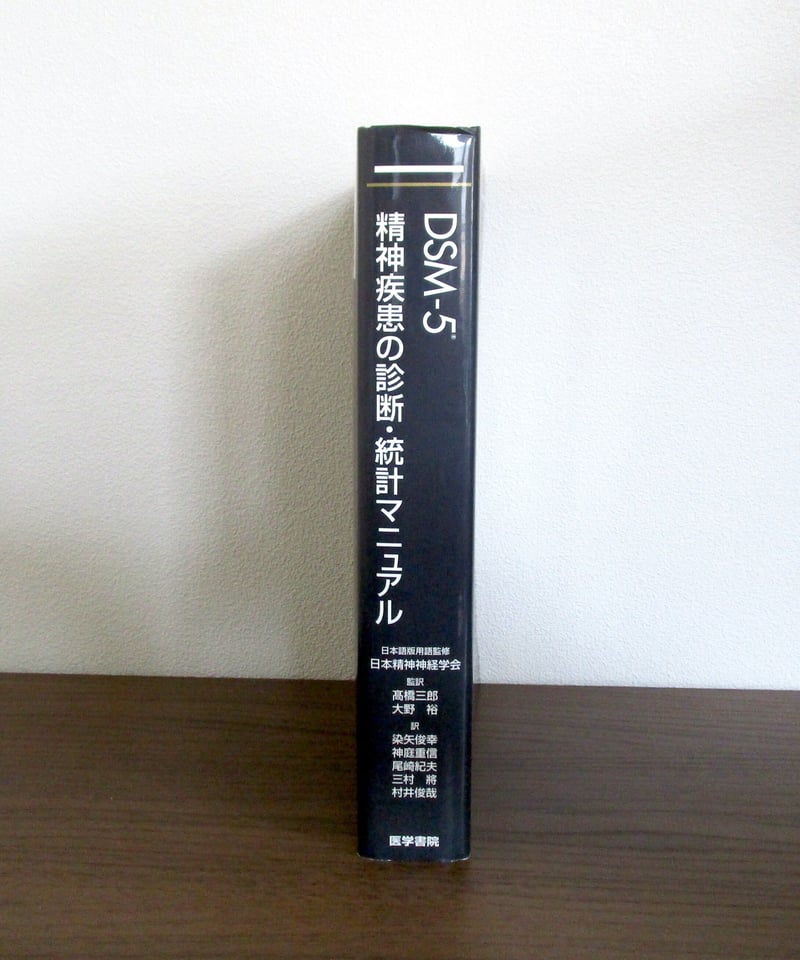 DSM-5®
精神疾患の診断・統計マニュアル
日本語版用語監修
日本精神神経学会
監訳
髙橋三郎
大野 裕
訳
染矢俊幸
神庭重信
尾崎紀夫
三村 將
村井俊哉
医学書院